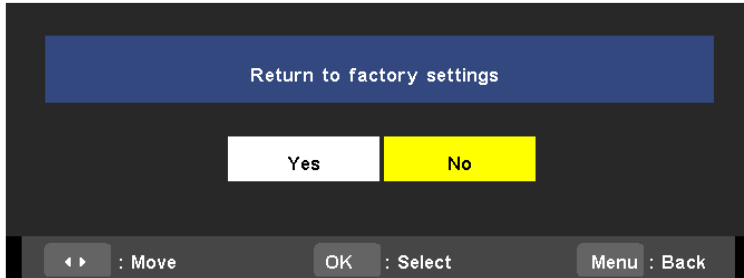 Return to factory settings
Yes No
◀ ▶ : Move OK : Select Menu : Back